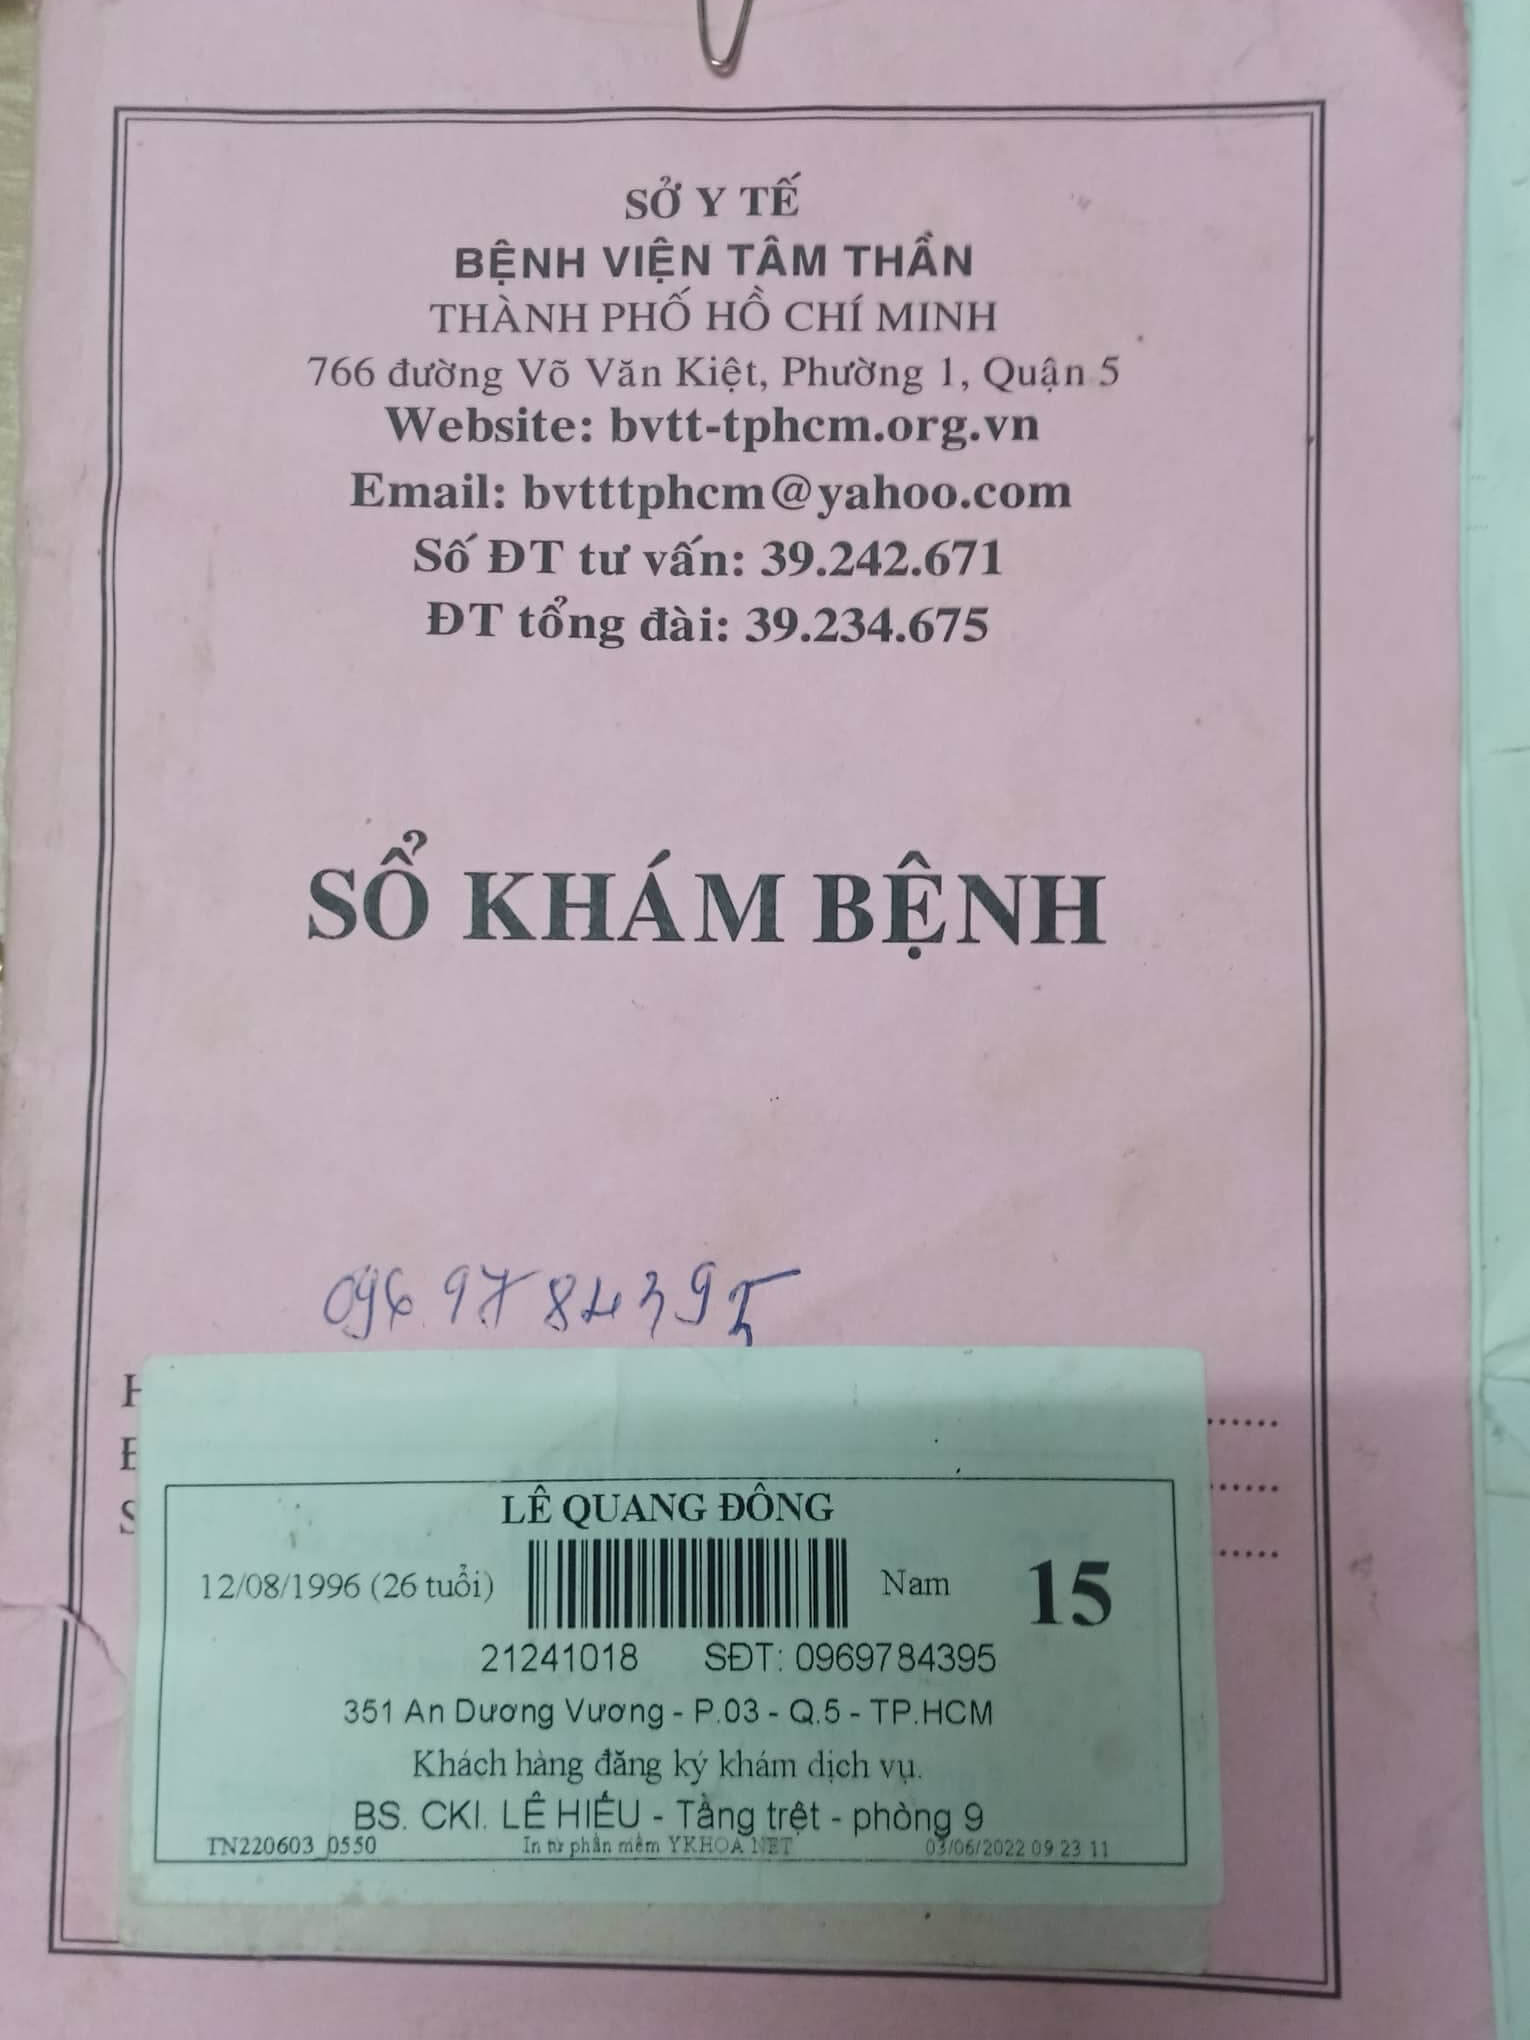 SỞ Y TẾ
BỆNH VIỆN TÂM THẦN
THÀNH PHỐ HỒ CHÍ MINH
766 đường Võ Văn Kiệt, Phường 1, Quận 5
Website: bvtt-tphcm.org.vn
Email: bvtttphcm@yahoo.com
Số ĐT tư vấn: 39.242.671
ĐT tổng đài: 39.234.675
SỔ KHÁM BỆNH
096 9784395
LÊ QUANG ĐÔNG
12/08/1996 (26 tuổi) Nam 15
21241018 SĐT: 0969784395
351 An Dương Vương - P.03 - Q.5 - TP.HCM
Khách hàng đăng ký khám dịch vụ.
BS. CKI. LÊ HIẾU - Tầng trệt - phòng 9
TN220603_0550 In từ phần mềm YKHOA.NET 03/06/2022 09:23:11